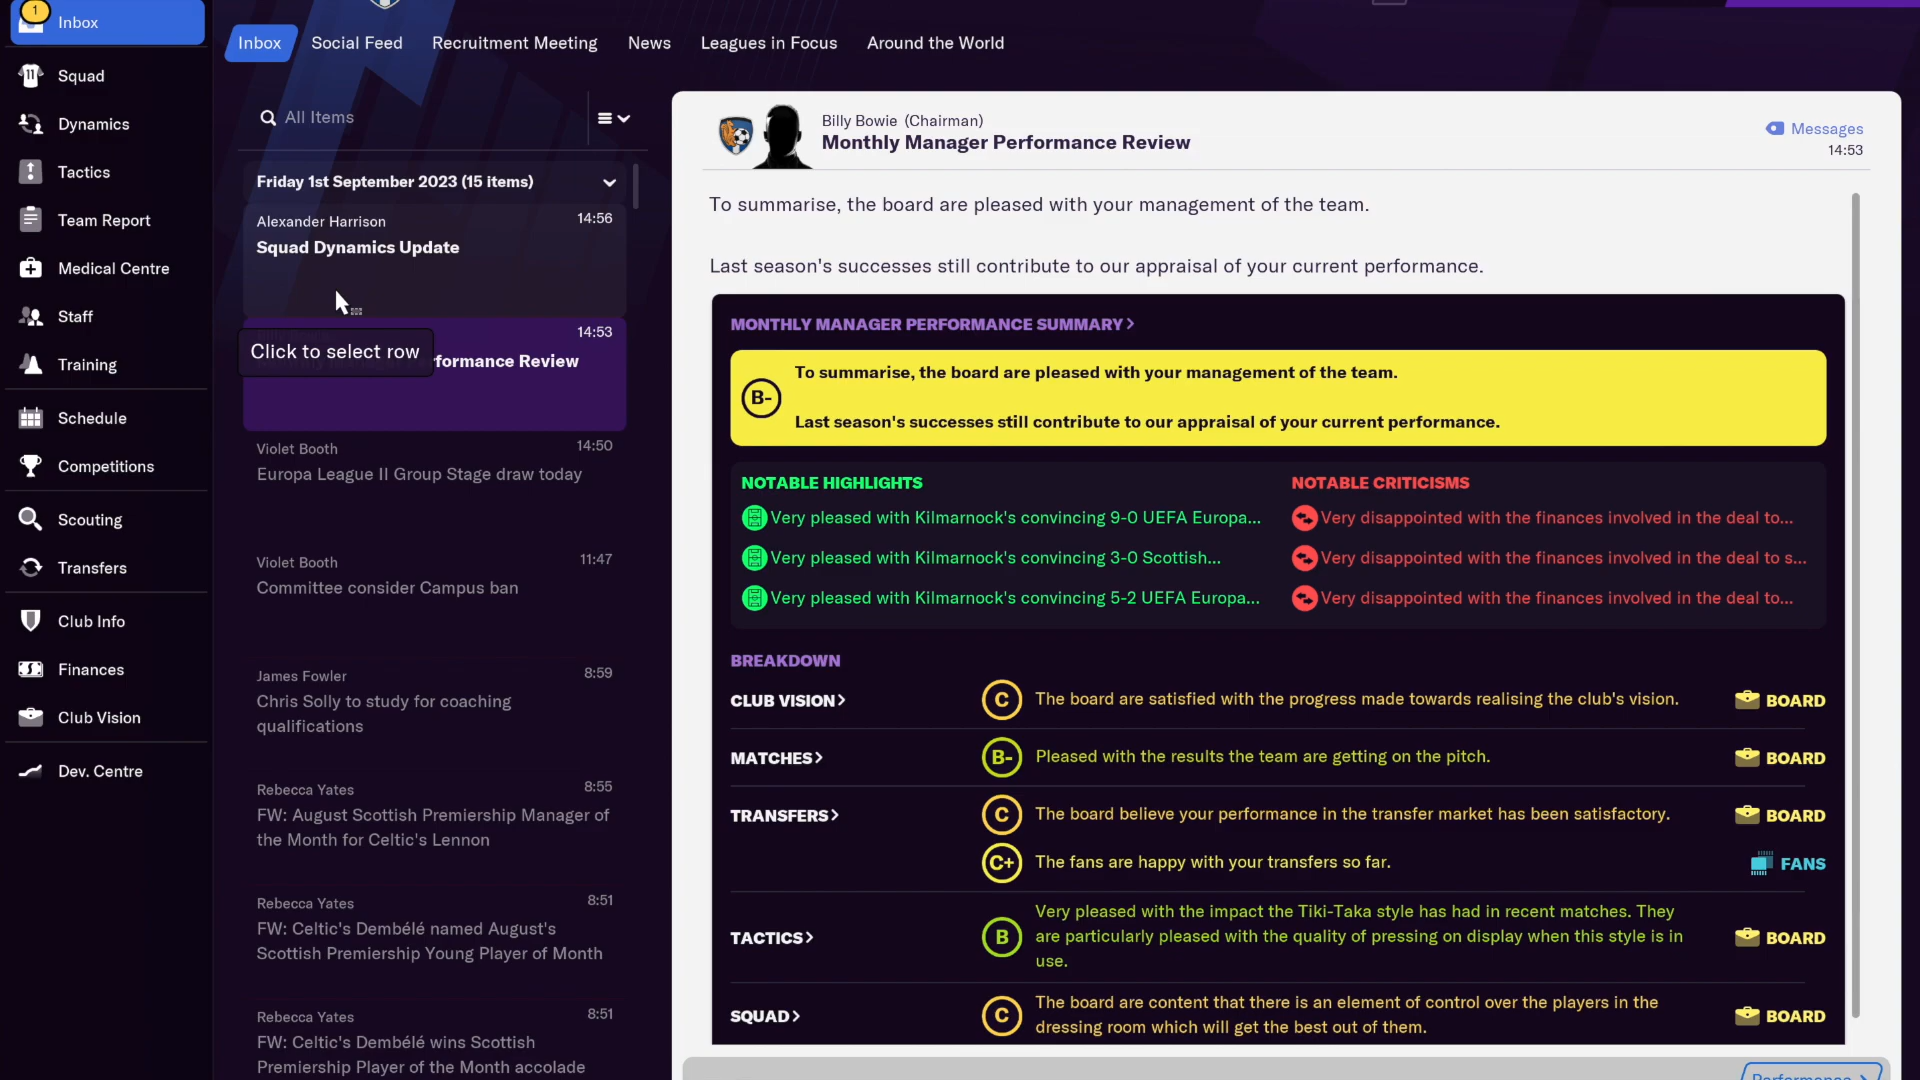 1
Inbox
Squad
Dynamics
Tactics
Team Report
Medical Centre
Staff
Training
Schedule
Competitions
Scouting
Transfers
Club Info
Finances
Club Vision
Dev. Centre
Inbox Social Feed Recruitment Meeting News Leagues in Focus Around the World
All Items
Friday 1st September 2023 (15 items)
Alexander Harrison 14:56
Squad Dynamics Update
14:53
Click to select row
formance Review
Violet Booth 14:50
Europa League II Group Stage draw today
Violet Booth 11:47
Committee consider Campus ban
James Fowler 8:59
Chris Solly to study for coaching
qualifications
Rebecca Yates 8:55
FW: August Scottish Premiership Manager of
the Month for Celtic's Lennon
Rebecca Yates 8:51
FW: Celtic's Dembélé named August's
Scottish Premiership Young Player of Month
Rebecca Yates 8:51
FW: Celtic's Dembélé wins Scottish
Premiership Player of the Month accolade
Billy Bowie (Chairman)
Monthly Manager Performance Review
Messages
14:53
To summarise, the board are pleased with your management of the team.
Last season's successes still contribute to our appraisal of your current performance.
MONTHLY MANAGER PERFORMANCE SUMMARY
B-
To summarise, the board are pleased with your management of the team.
Last season's successes still contribute to our appraisal of your current performance.
NOTABLE HIGHLIGHTS
Very pleased with Kilmarnock's convincing 9-0 UEFA Europa...
Very pleased with Kilmarnock's convincing 3-0 Scottish...
Very pleased with Kilmarnock's convincing 5-2 UEFA Europa...
NOTABLE CRITICISMS
Very disappointed with the finances involved in the deal to...
Very disappointed with the finances involved in the deal to s...
Very disappointed with the finances involved in the deal to...
BREAKDOWN
CLUB VISION C The board are satisfied with the progress made towards realising the club's vision. BOARD
MATCHES B- Pleased with the results the team are getting on the pitch. BOARD
TRANSFERS C The board believe your performance in the transfer market has been satisfactory. BOARD
C+ The fans are happy with your transfers so far. FANS
TACTICS B Very pleased with the impact the Tiki-Taka style has had in recent matches. They
are particularly pleased with the quality of pressing on display when this style is in
use.
BOARD
SQUAD C The board are content that there is an element of control over the players in the
dressing room which will get the best out of them.
BOARD
Performance